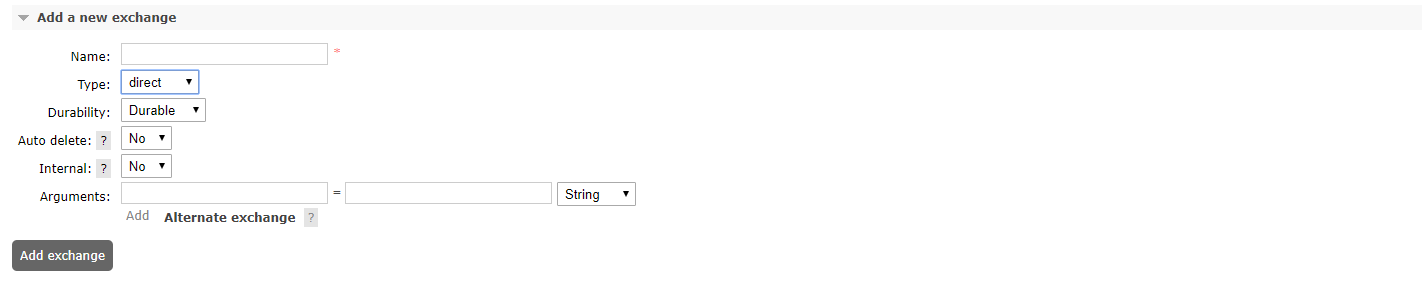 Add a new exchange
Name: *
Type: direct
Durability: Durable
Auto delete: ? No
Internal: ? No
Arguments: = String
Add Alternate exchange ?
Add exchange